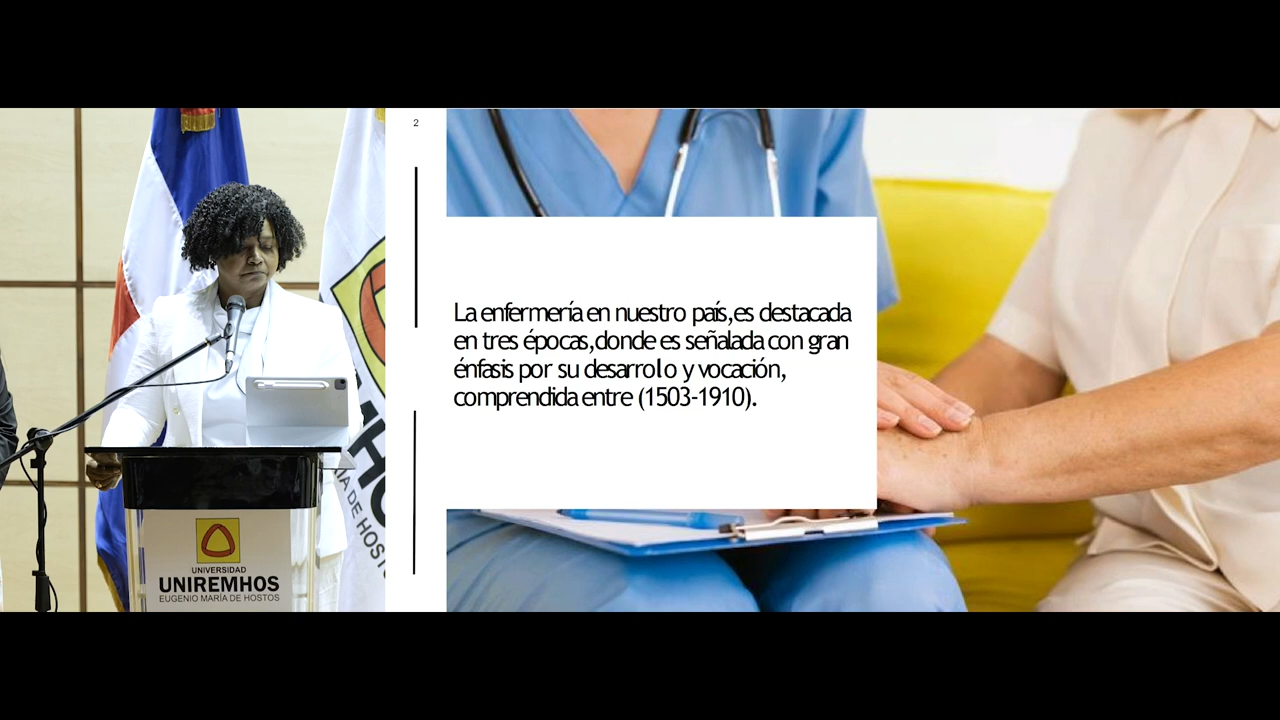 2
La enfermería en nuestro país,es destacada
en tres épocas,donde es señalada con gran
énfasis por su desarrollo y vocación,
comprendida entre (1503-1910).
UNIVERSIDAD
UNIREMHOS
EUGENIO MARÍA DE HOSTOS